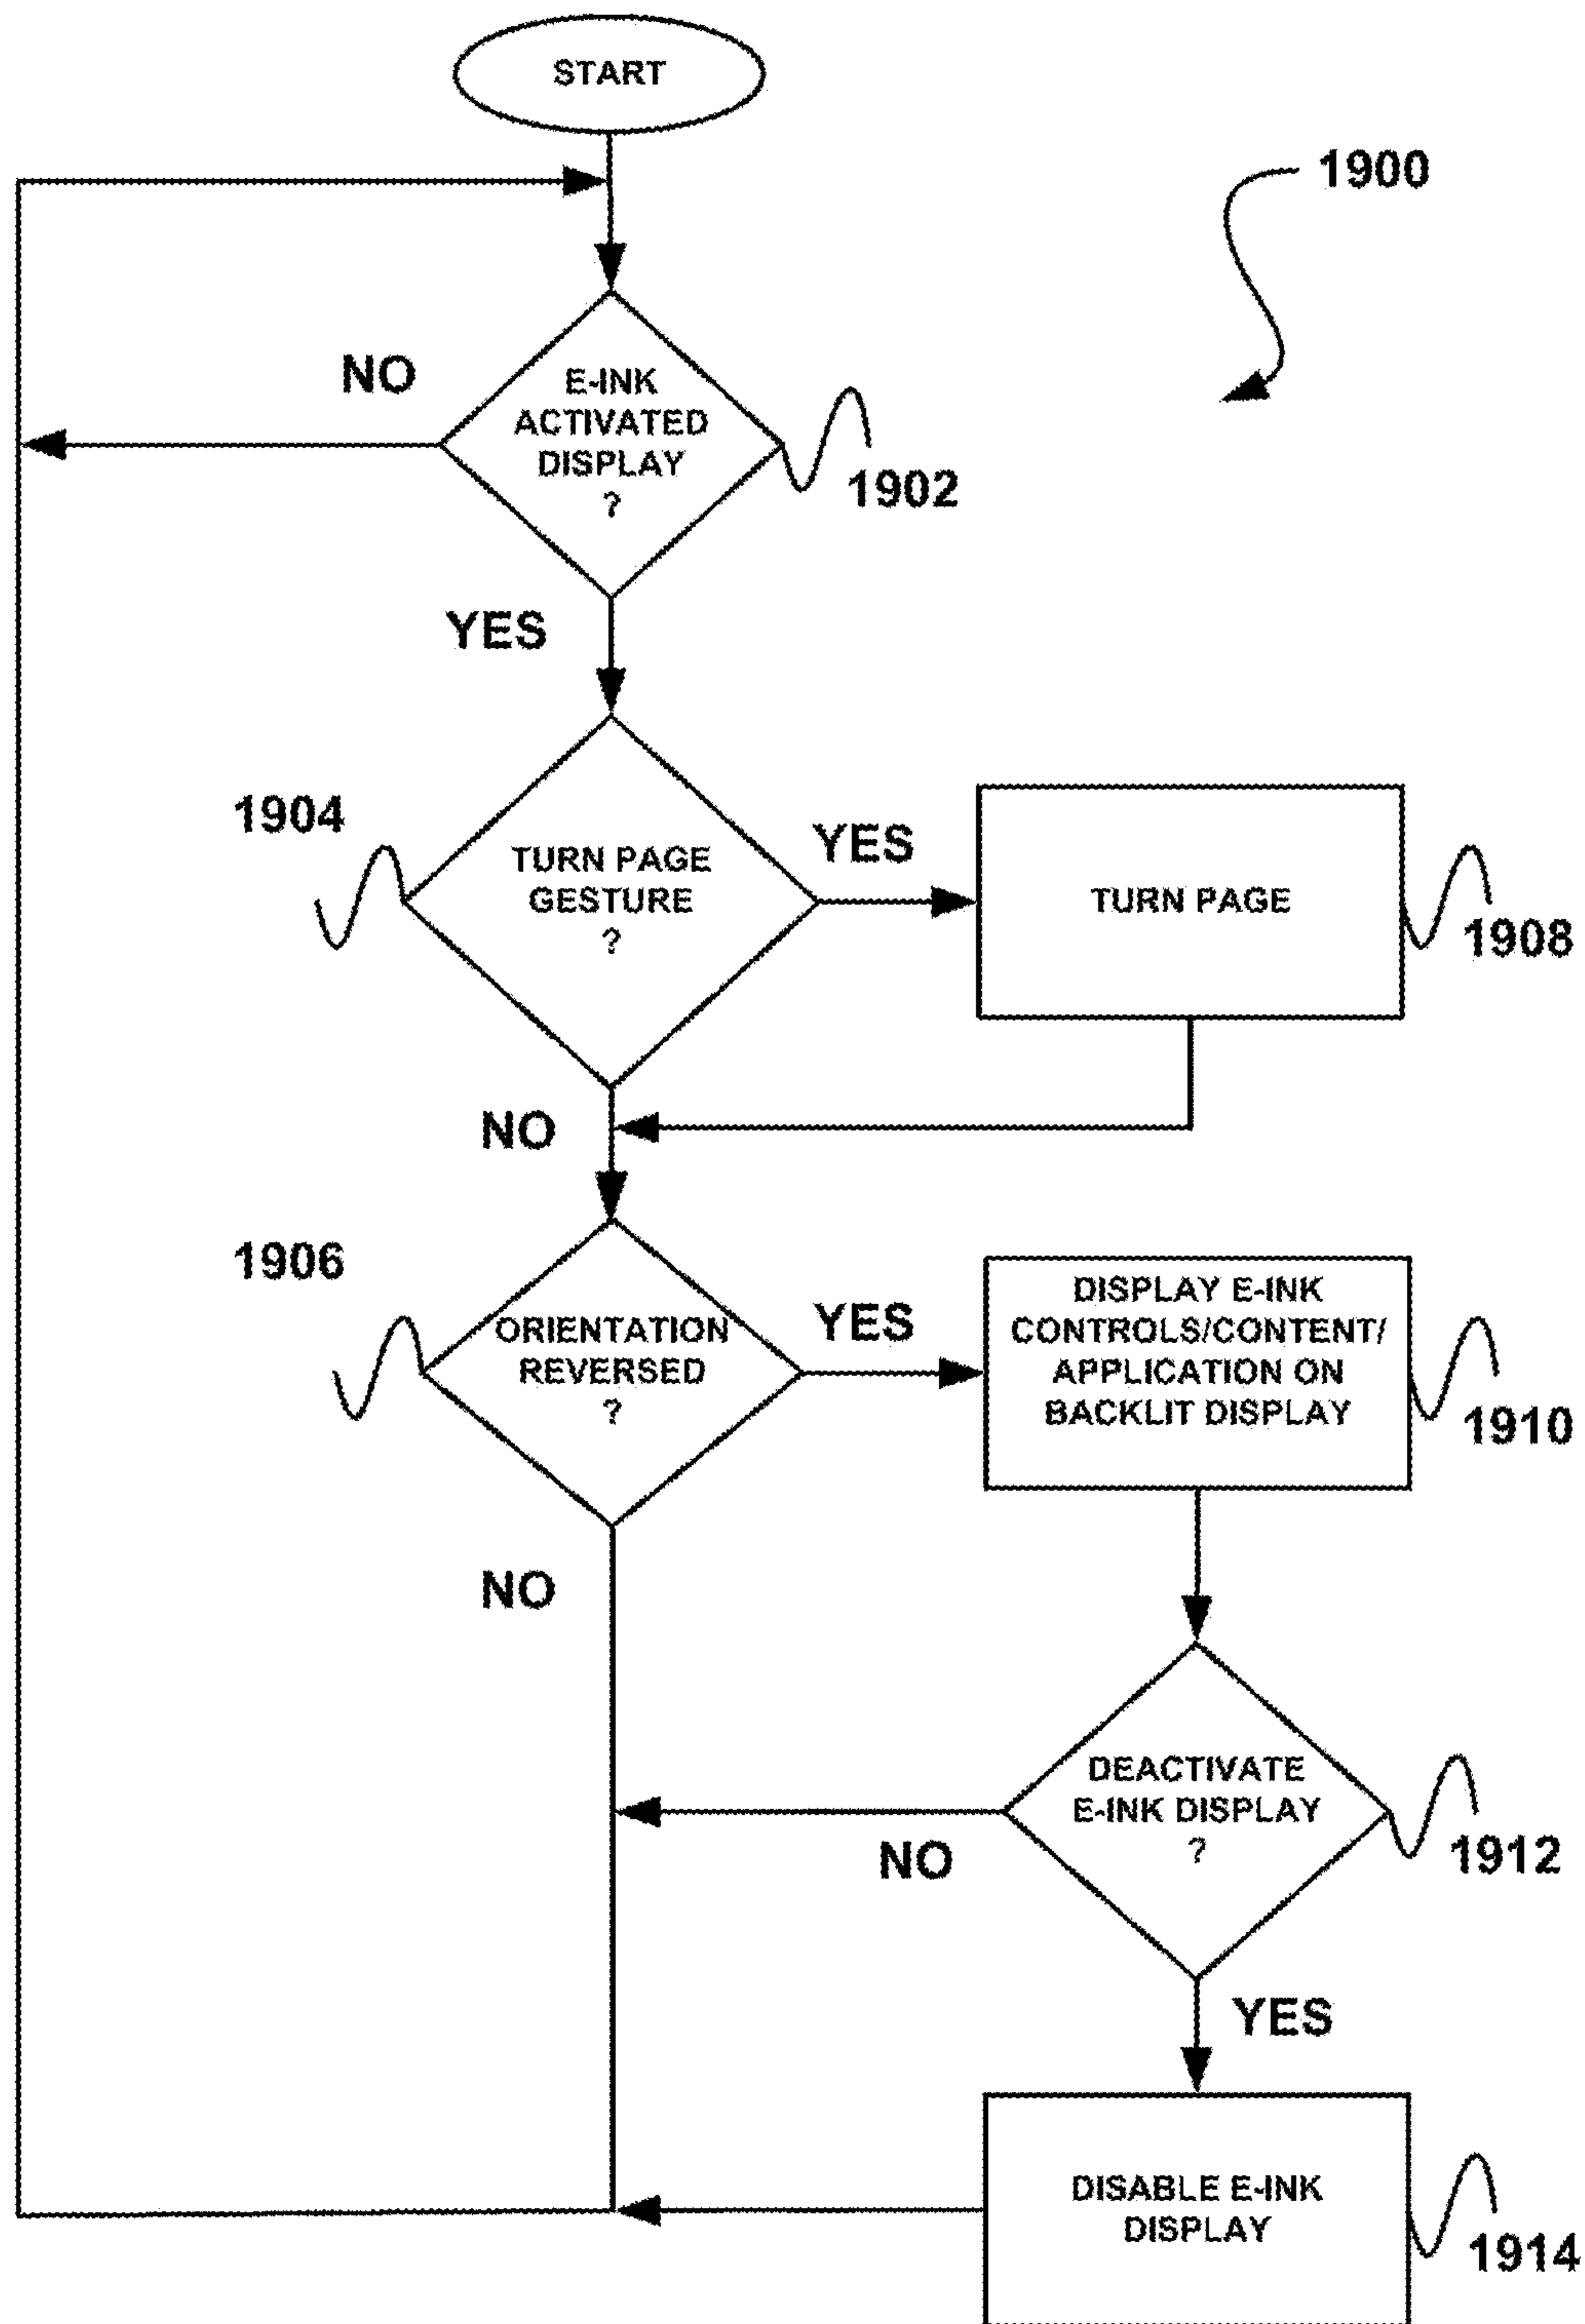 START
1900
NO
E-INK
ACTIVATED
DISPLAY
?
1902
YES
1904
TURN PAGE
GESTURE
?
YES
TURN PAGE
1908
NO
1906
ORIENTATION
REVERSED
?
YES
DISPLAY E-INK
CONTROLS/CONTENT/
APPLICATION ON
BACKLIT DISPLAY
1910
NO
DEACTIVATE
E-INK DISPLAY
?
1912
NO
YES
DISABLE E-INK
DISPLAY
1914